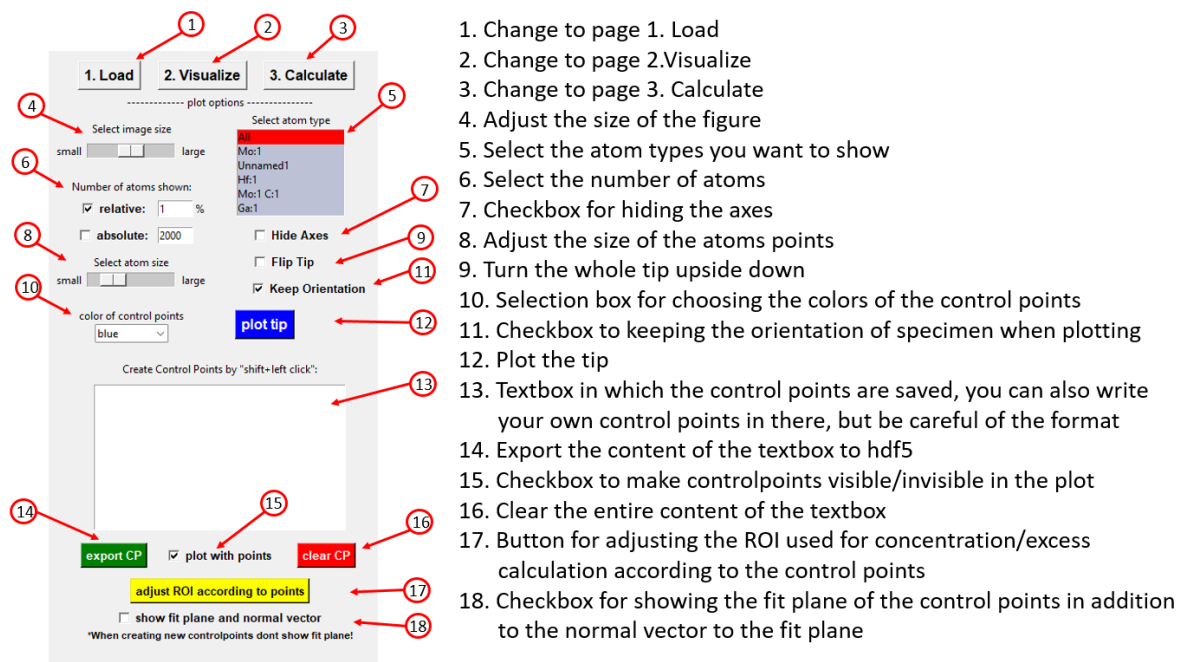 1
2
3
1. Load
2. Visualize
3. Calculate
------------- plot options ---------------
4
5
Select image size
small
large
Select atom type
All
Mo:1
Unnamed1
Hf:1
Mo:1 C:1
Ga:1
6
Number of atoms shown:
relative:
1
%
7
absolute:
2000
Hide Axes
8
9
Select atom size
small
large
Flip Tip
10
11
Keep Orientation
color of control points
blue
plot tip
12
Create Control Points by "shift+left click":
13
14
15
16
export CP
plot with points
clear CP
adjust ROI according to points
17
show fit plane and normal vector
18
*When creating new controlpoints dont show fit plane!
1. Change to page 1. Load
2. Change to page 2.Visualize
3. Change to page 3. Calculate
4. Adjust the size of the figure
5. Select the atom types you want to show
6. Select the number of atoms
7. Checkbox for hiding the axes
8. Adjust the size of the atoms points
9. Turn the whole tip upside down
10. Selection box for choosing the colors of the control points
11. Checkbox to keeping the orientation of specimen when plotting
12. Plot the tip
13. Textbox in which the control points are saved, you can also write
your own control points in there, but be careful of the format
14. Export the content of the textbox to hdf5
15. Checkbox to make controlpoints visible/invisible in the plot
16. Clear the entire content of the textbox
17. Button for adjusting the ROI used for concentration/excess
calculation according to the control points
18. Checkbox for showing the fit plane of the control points in addition
to the normal vector to the fit plane